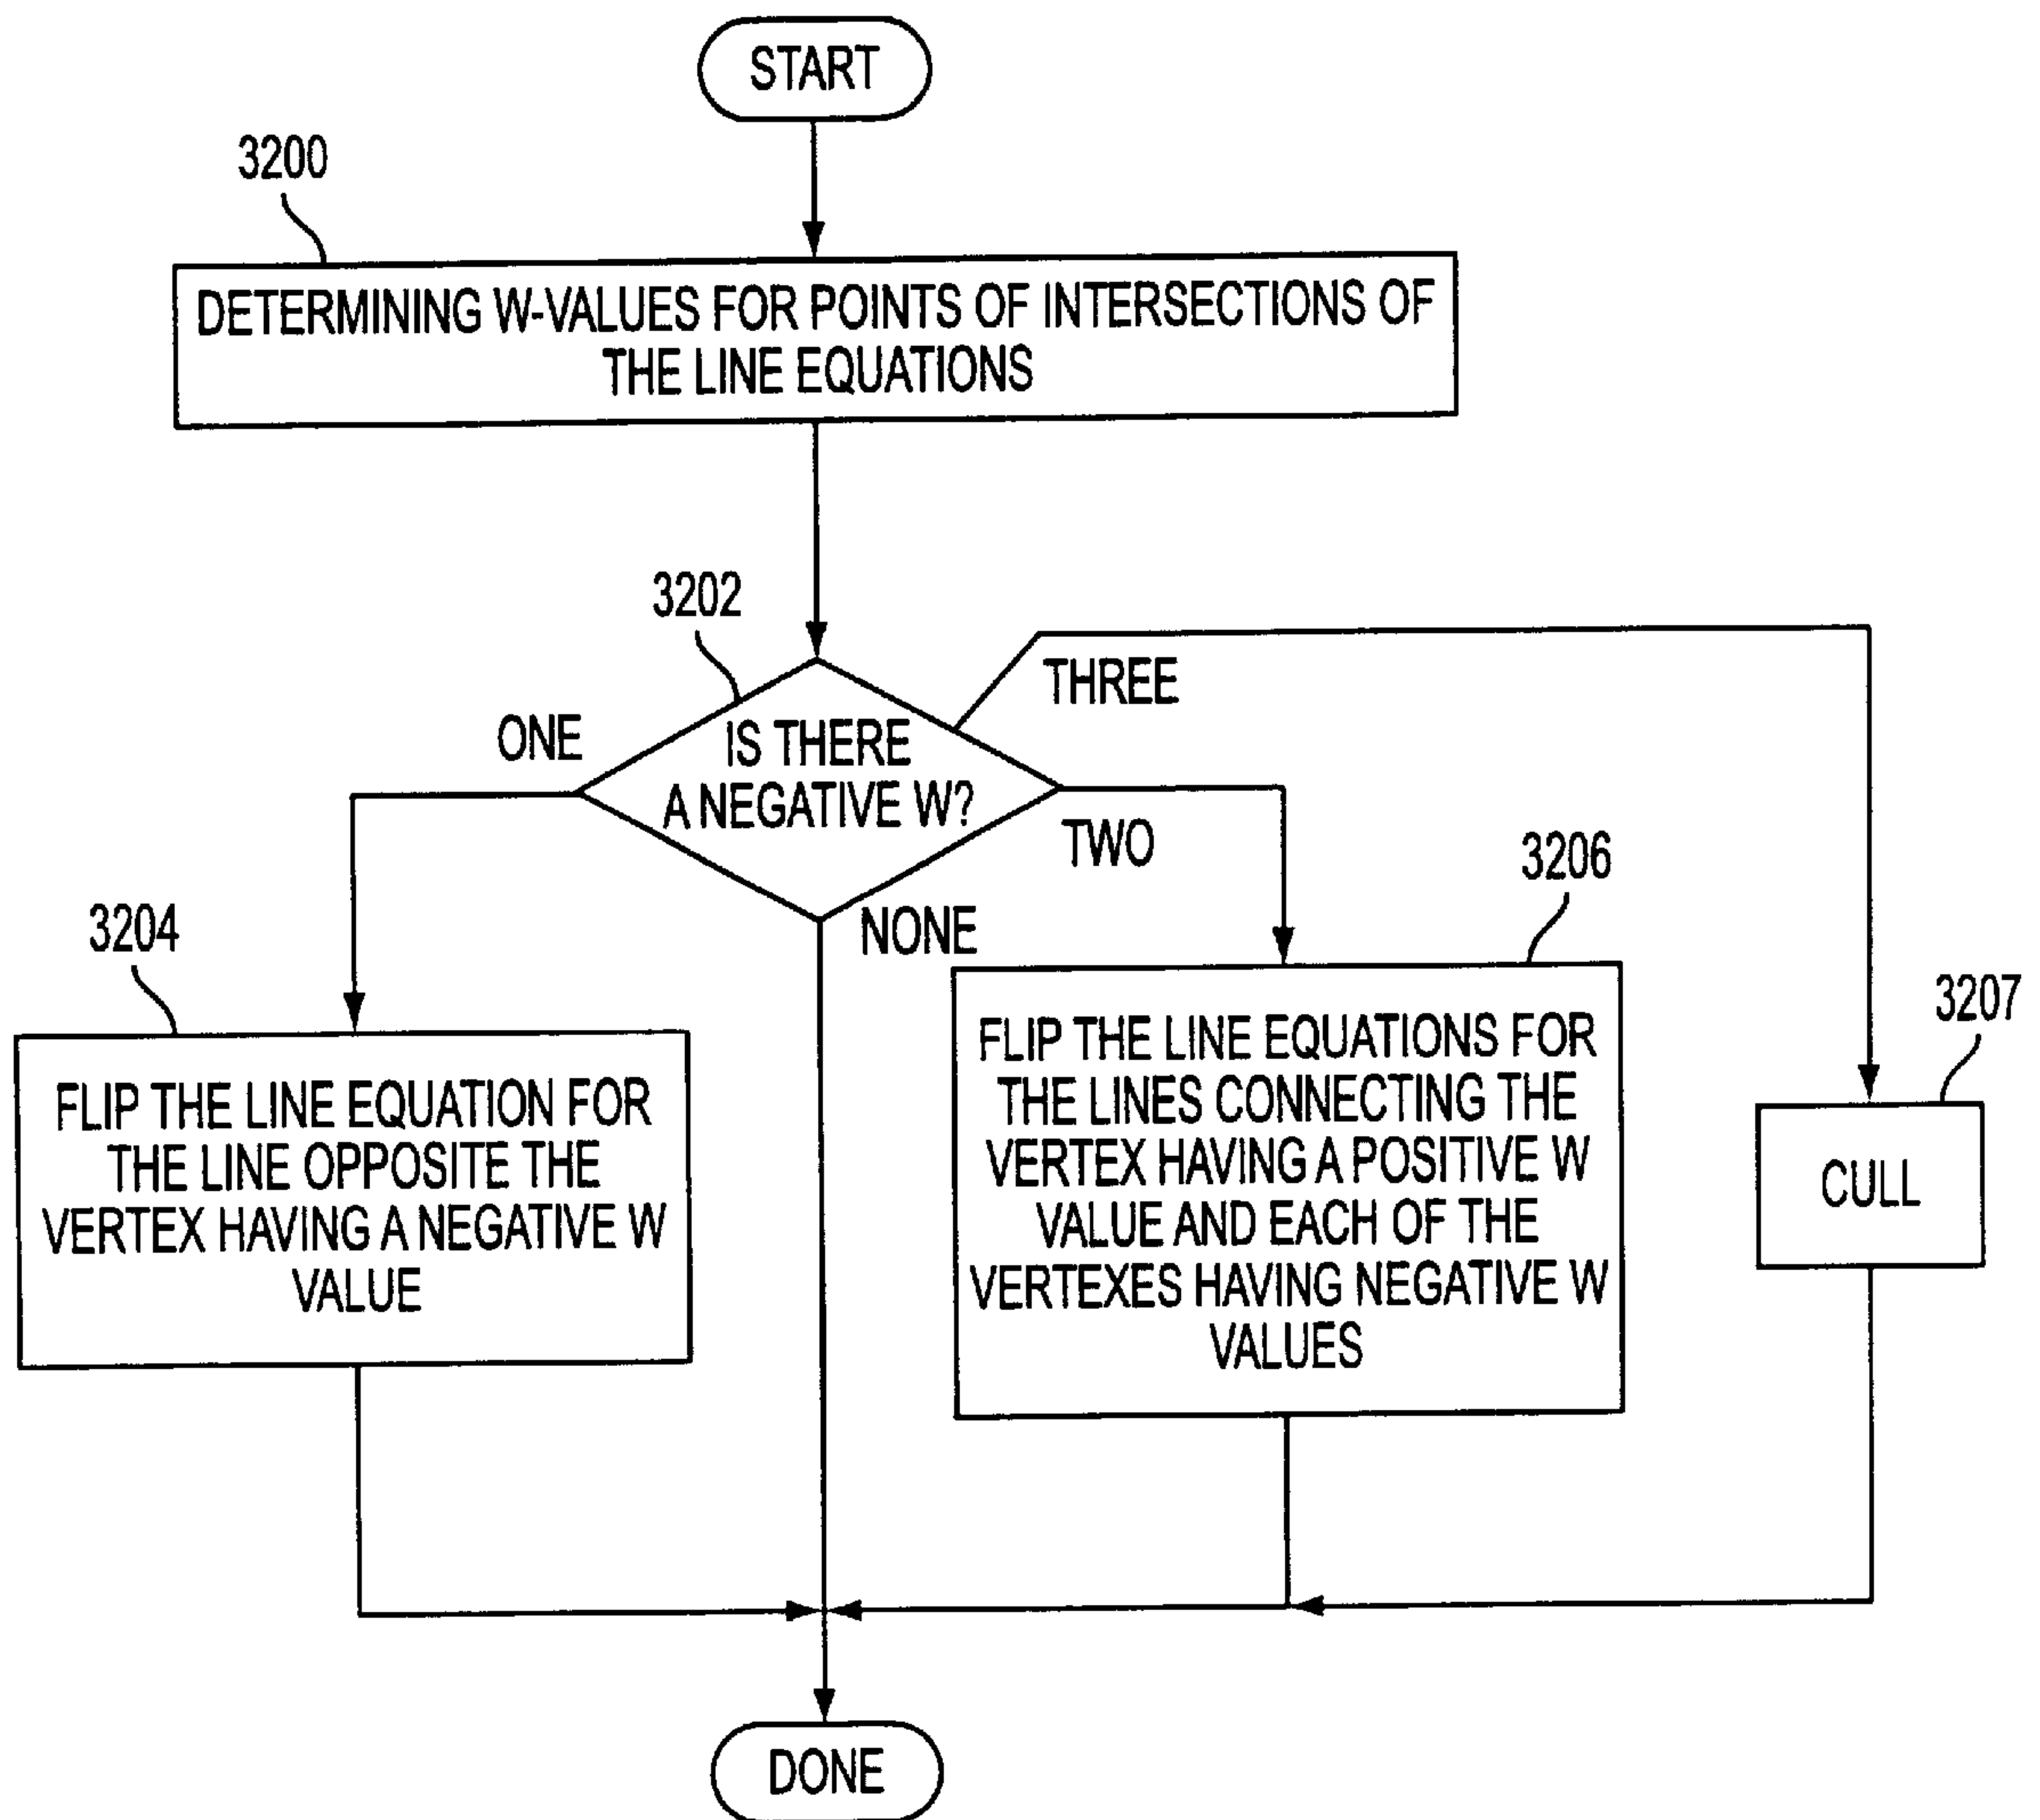 START
3200
DETERMINING W-VALUES FOR POINTS OF INTERSECTIONS OF
THE LINE EQUATIONS
3202
IS THERE
A NEGATIVE W?
ONE
THREE
TWO
NONE
3204
FLIP THE LINE EQUATION FOR
THE LINE OPPOSITE THE
VERTEX HAVING A NEGATIVE W
VALUE
3206
FLIP THE LINE EQUATIONS FOR
THE LINES CONNECTING THE
VERTEX HAVING A POSITIVE W
VALUE AND EACH OF THE
VERTEXES HAVING NEGATIVE W
VALUES
3207
CULL
DONE